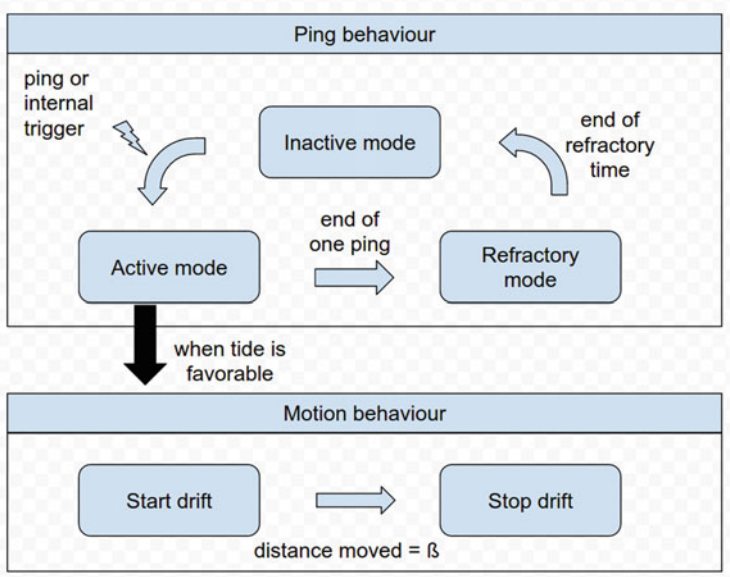 Ping behaviour
ping or
internal
trigger
Inactive mode
end of
refractory
time
Active mode
end of
one ping
Refractory
mode
when tide is
favorable
Motion behaviour
Start drift
Stop drift
distance moved = ß